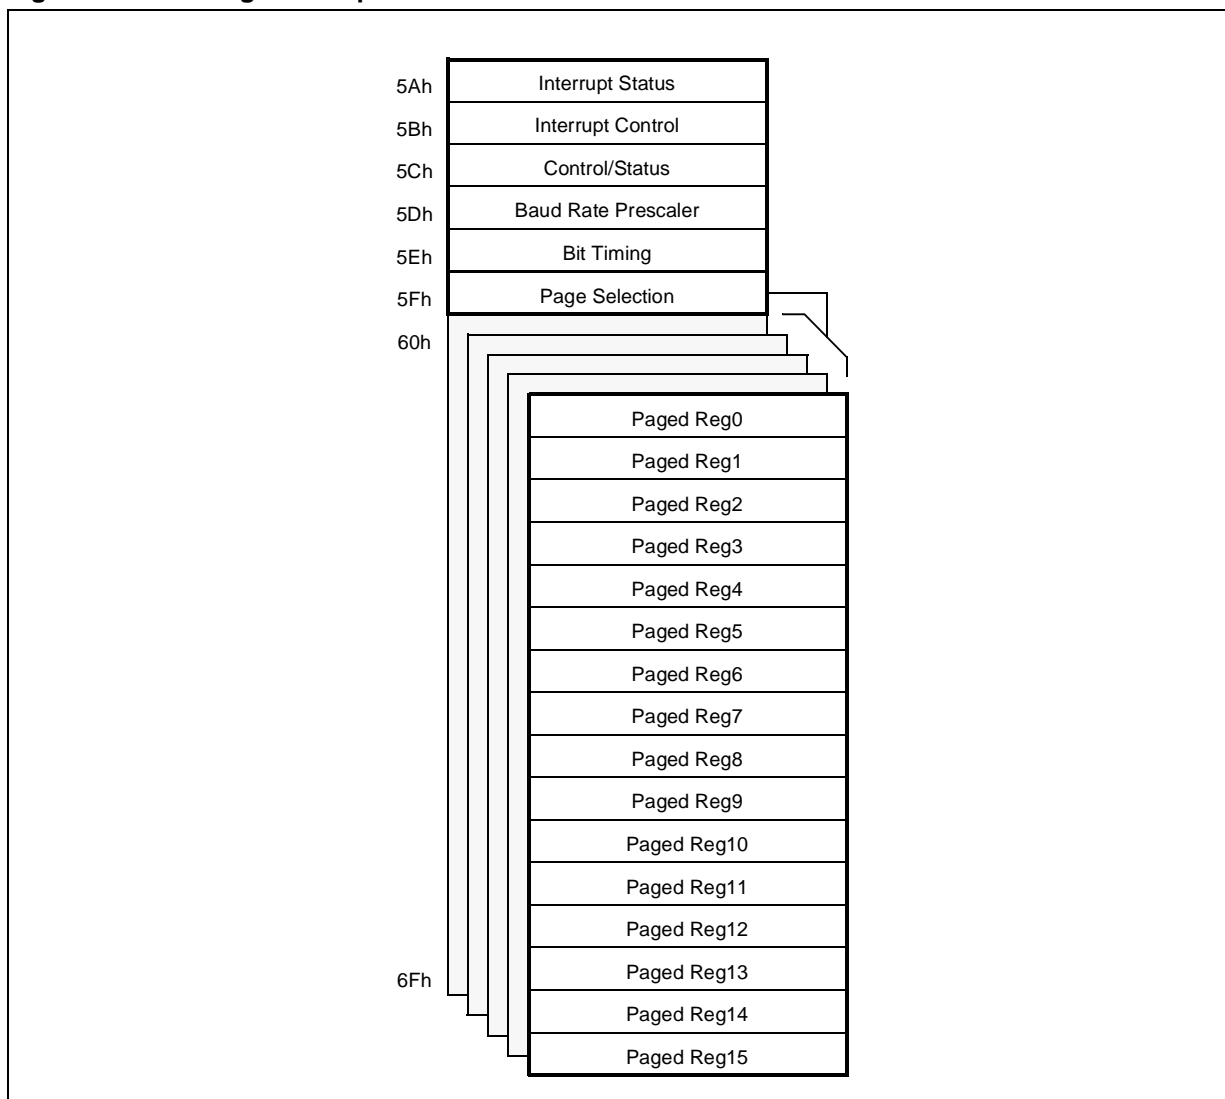 5Ah Interrupt Status
5Bh Interrupt Control
5Ch Control/Status
5Dh Baud Rate Prescaler
5Eh Bit Timing
5Fh Page Selection
60h
Paged Reg0
Paged Reg1
Paged Reg2
Paged Reg3
Paged Reg4
Paged Reg5
Paged Reg6
Paged Reg7
Paged Reg8
Paged Reg9
Paged Reg10
Paged Reg11
Paged Reg12
6Fh Paged Reg13
Paged Reg14
Paged Reg15